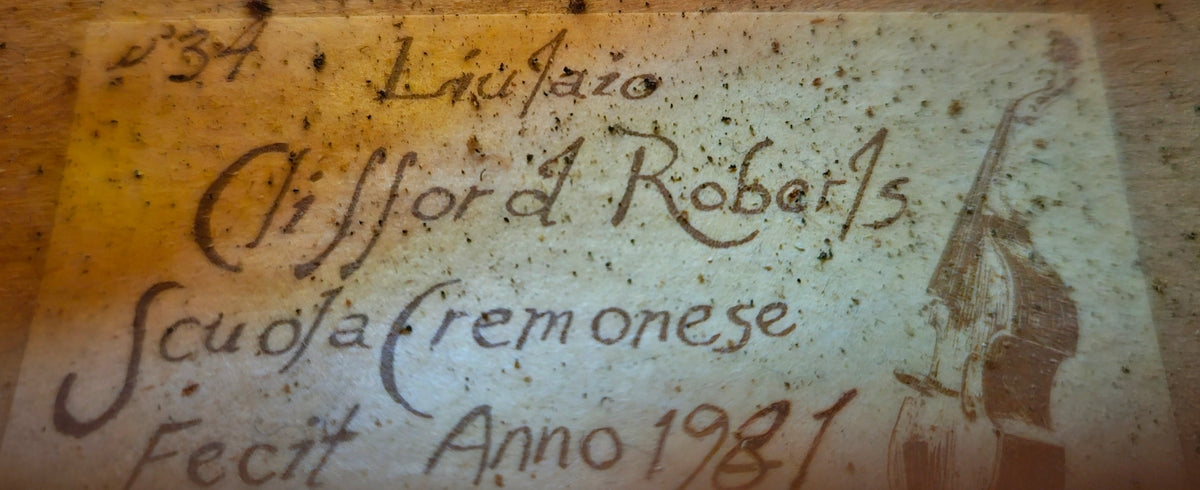 n° 34
Liutaio
Clifford Roberts
Scuola Cremonese
Fecit Anno 1981